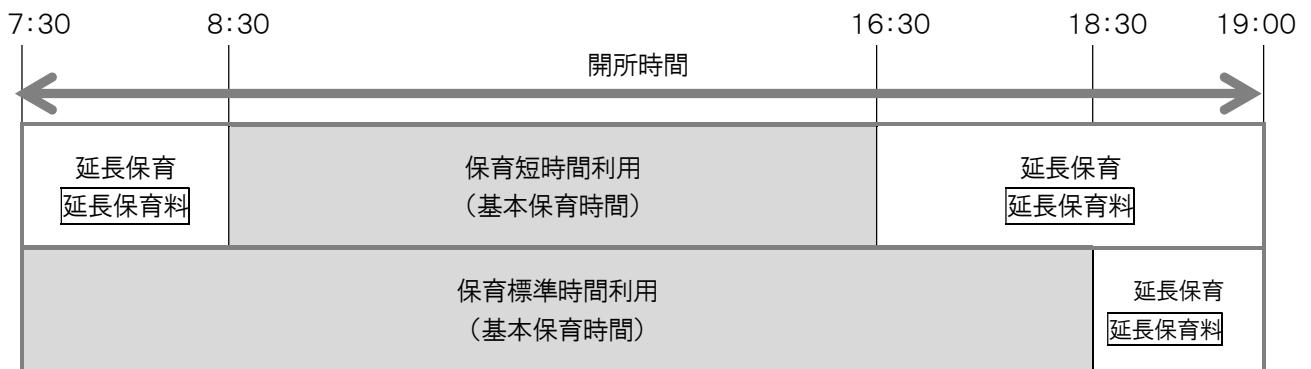 7:30 8:30 16:30 18:30 19:00
開所時間
延長保育 保育短時間利用 延長保育
延長保育料 （基本保育時間） 延長保育料
保育標準時間利用 延長保育
（基本保育時間） 延長保育料